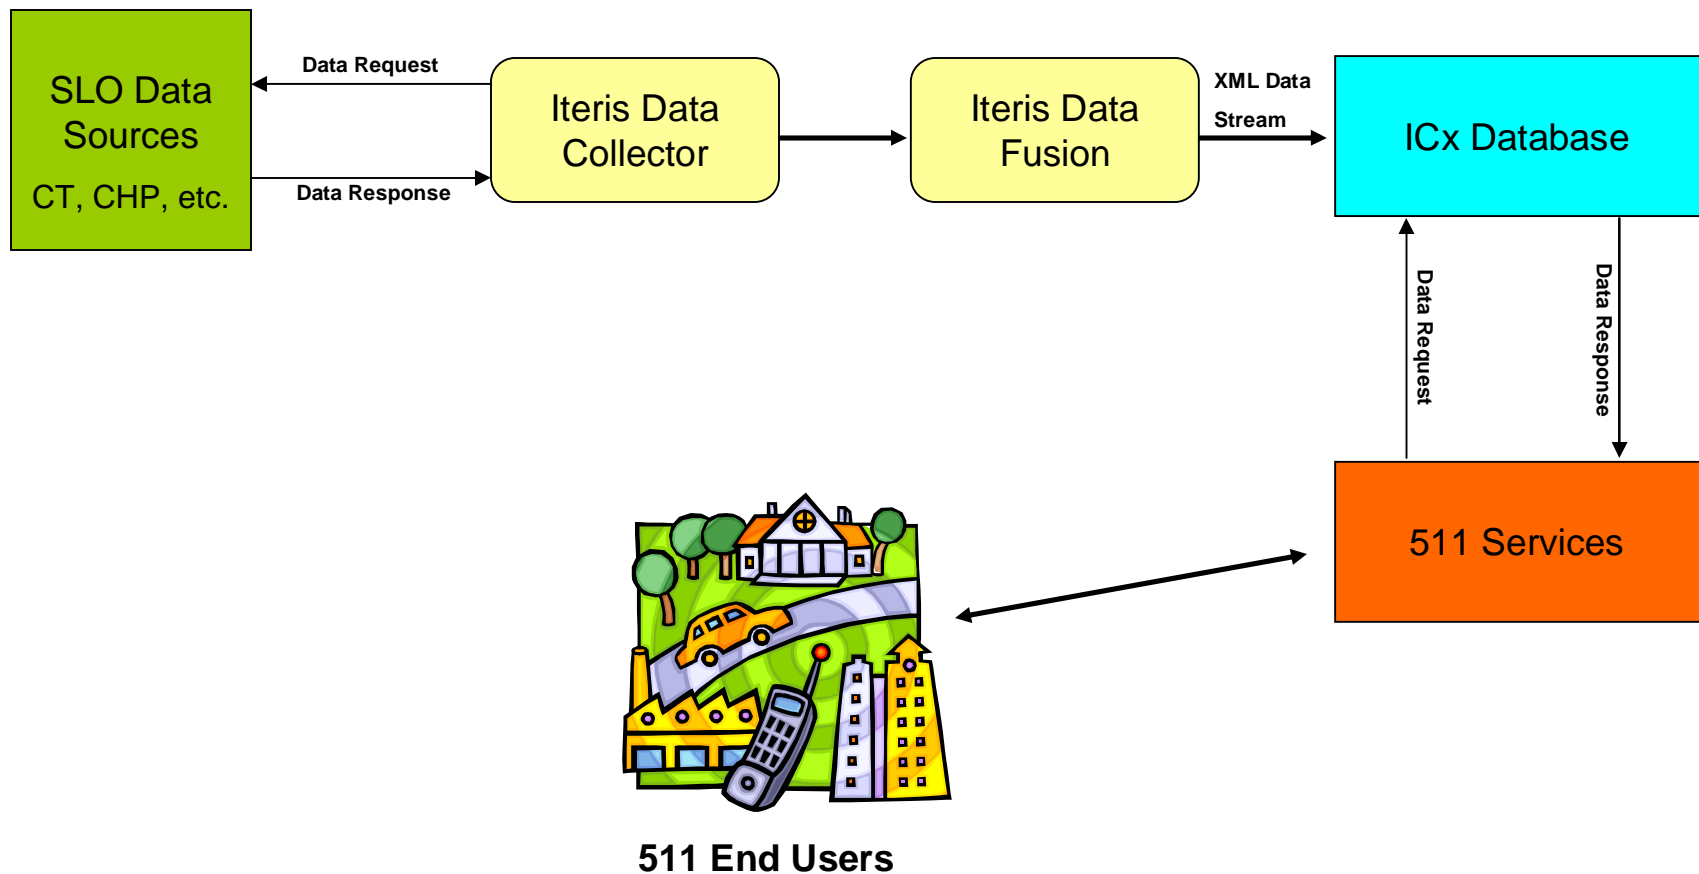 SLO Data
Sources
CT, CHP, etc.
Data Request
Data Response
Iteris Data
Collector
Iteris Data
Fusion
XML Data
Stream
ICx Database
Data Request
Data Response
511 Services
511 End Users